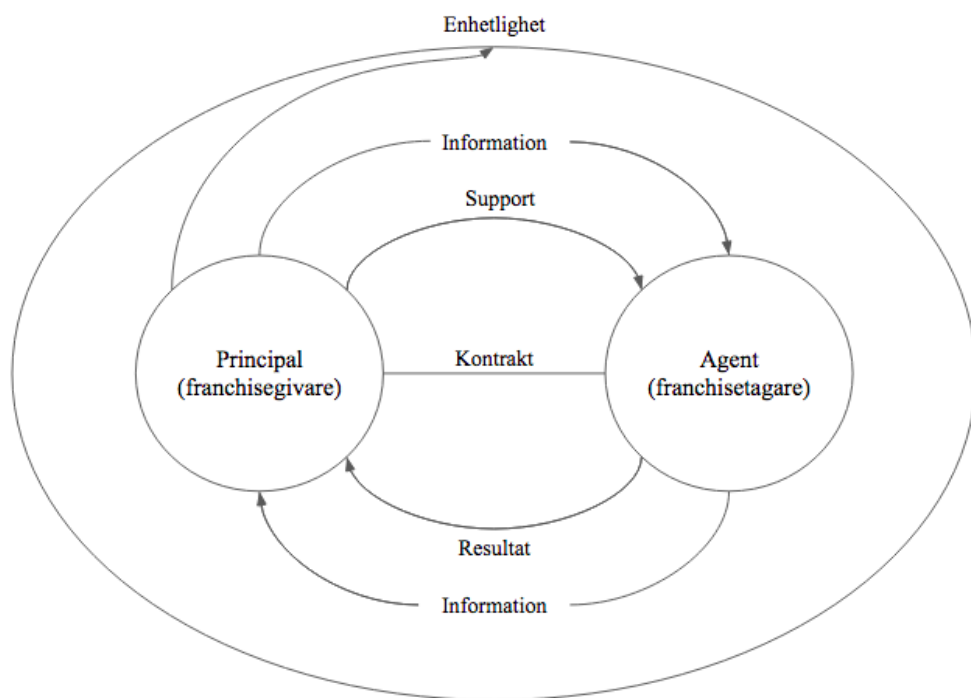 Enhetlighet
Information
Support
Principal
(franchisegivare)
Kontrakt
Agent
(franchisetagare)
Resultat
Information